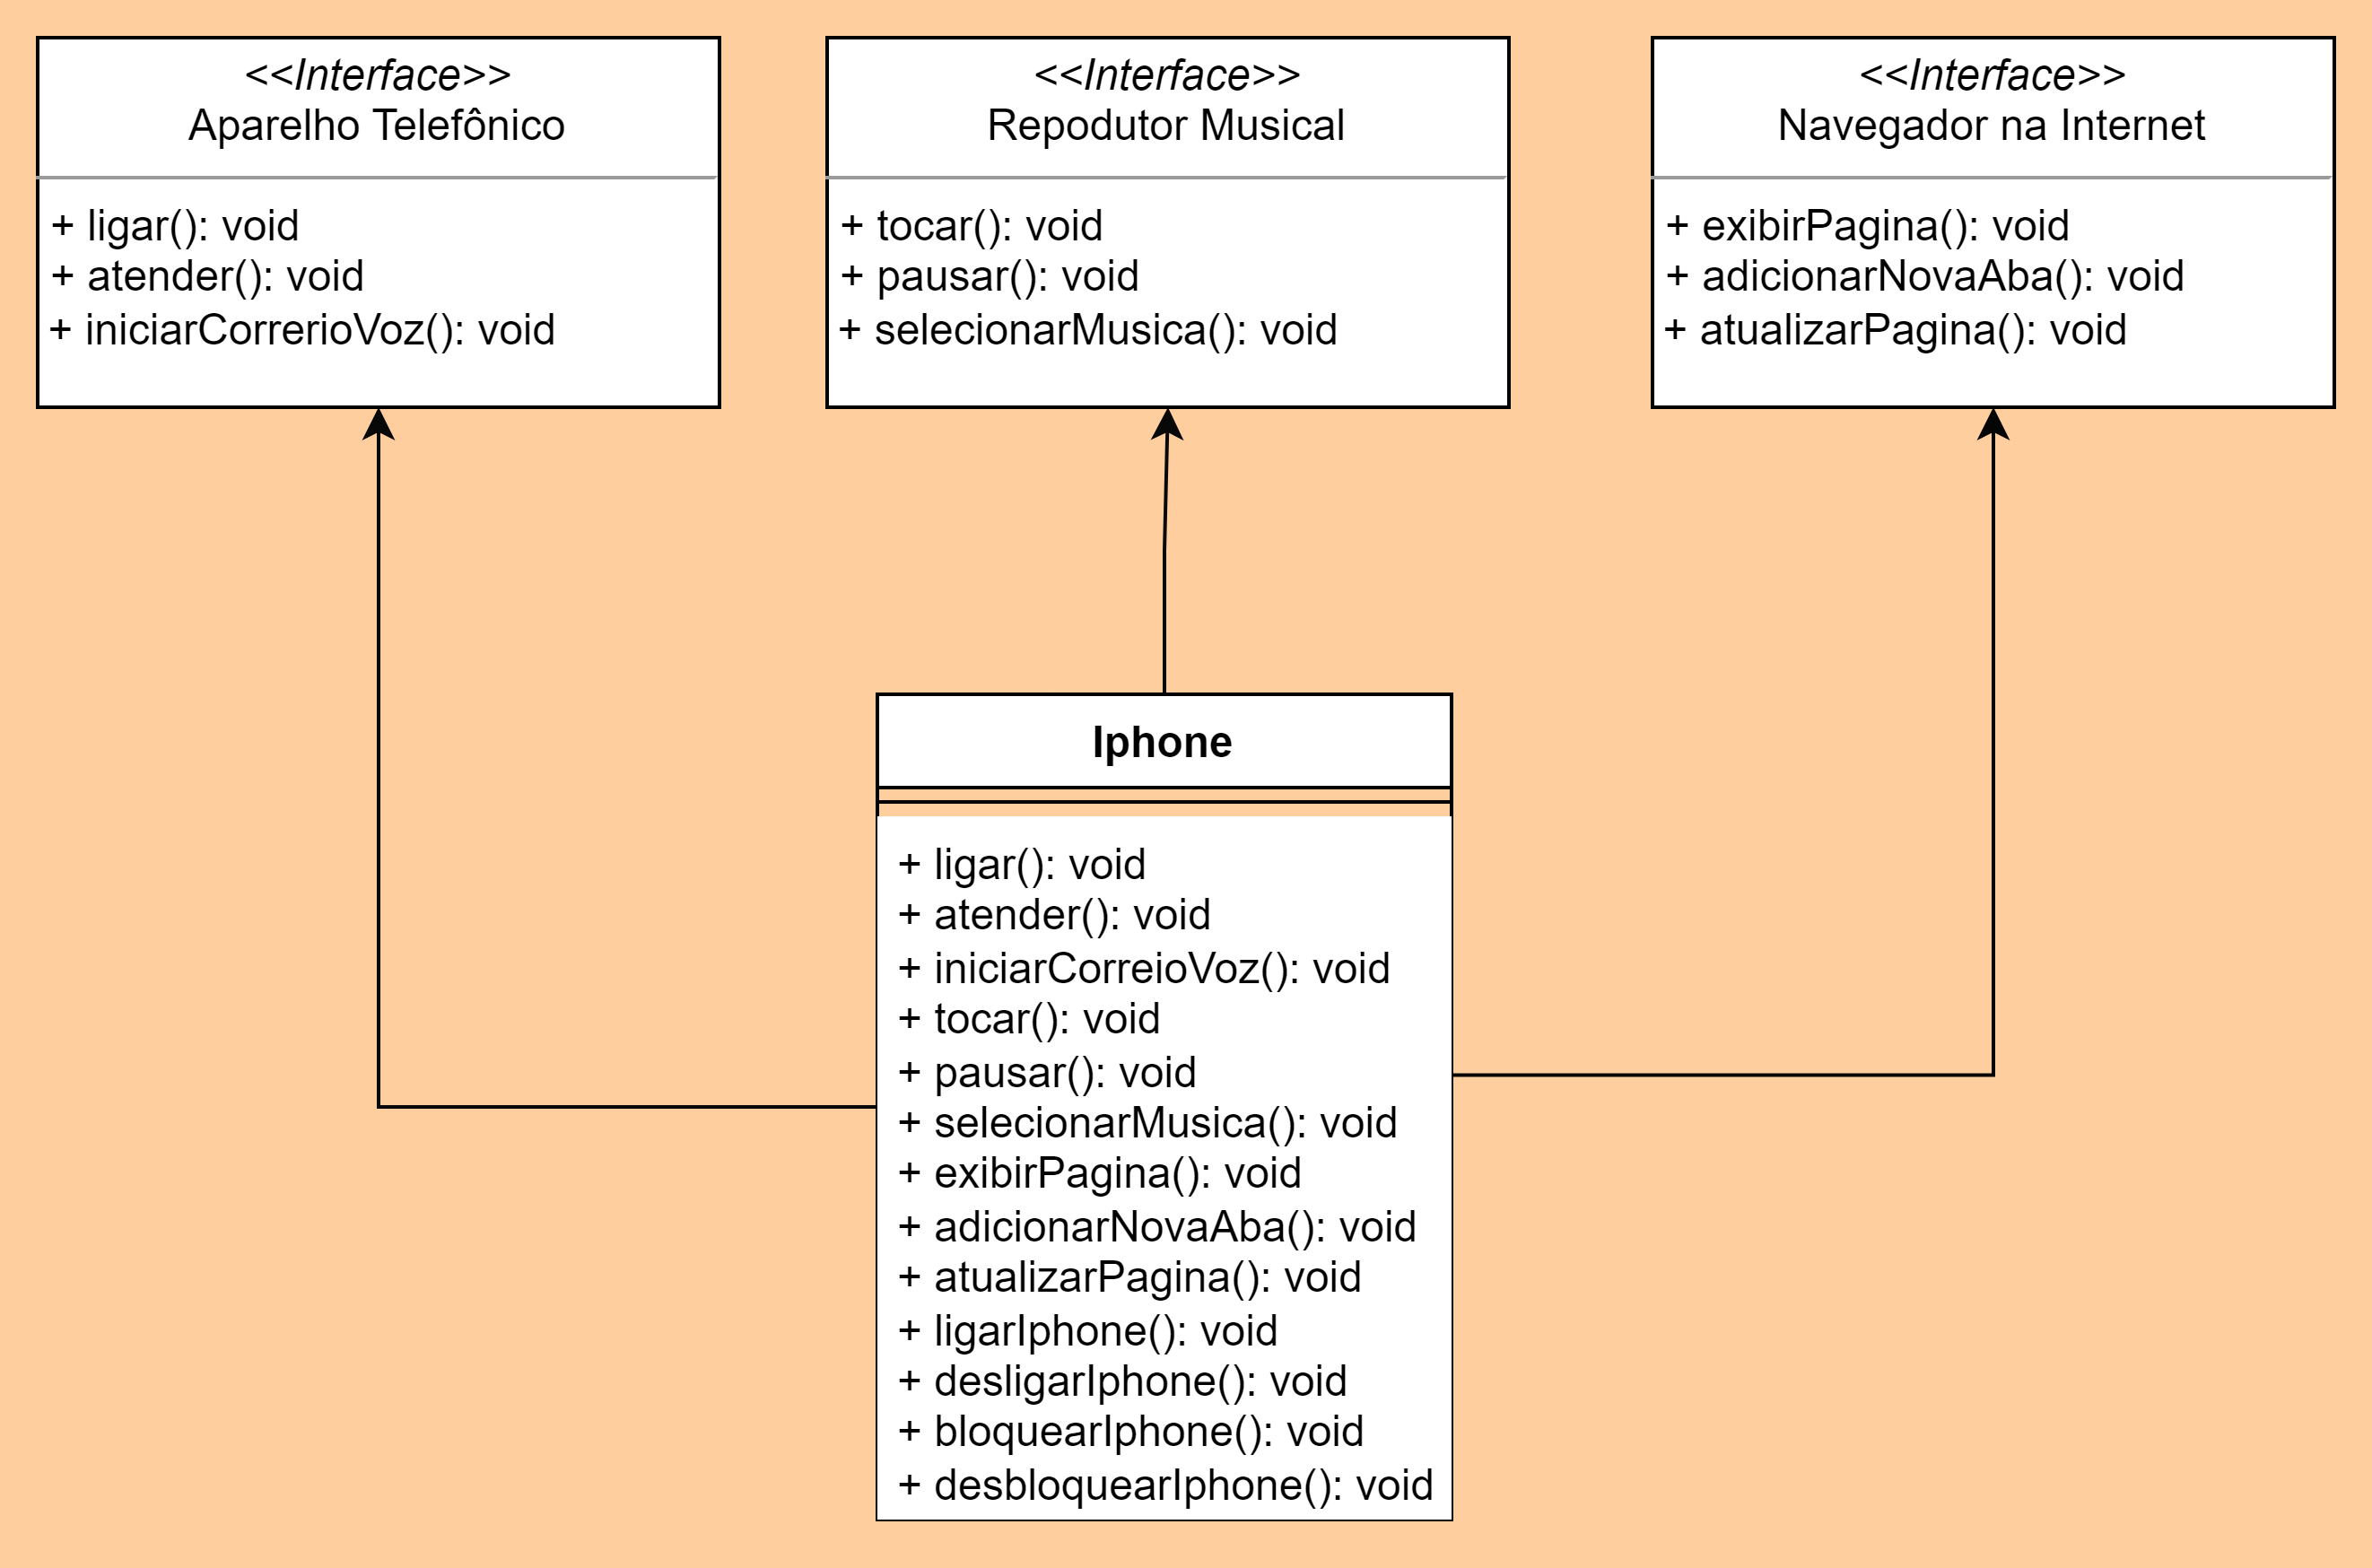 <<Interface>>
Aparelho Telefônico
+ ligar(): void
+ atender(): void
+ iniciarCorrerioVoz(): void
<<Interface>>
Repodutor Musical
+ tocar(): void
+ pausar(): void
+ selecionarMusica(): void
<<Interface>>
Navegador na Internet
+ exibirPagina(): void
+ adicionarNovaAba(): void
+ atualizarPagina(): void
Iphone
+ ligar(): void
+ atender(): void
+ iniciarCorreioVoz(): void
+ tocar(): void
+ pausar(): void
+ selecionarMusica(): void
+ exibirPagina(): void
+ adicionarNovaAba(): void
+ atualizarPagina(): void
+ ligarIphone(): void
+ desligarIphone(): void
+ bloquearIphone(): void
+ desbloquearIphone(): void